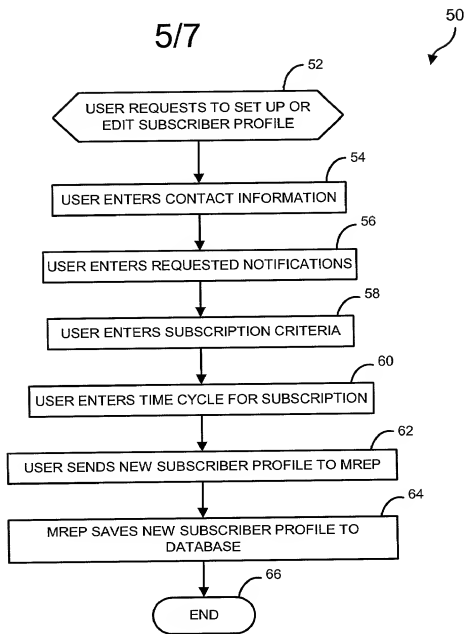 5/7
50
52
USER REQUESTS TO SET UP OR
EDIT SUBSCRIBER PROFILE
54
USER ENTERS CONTACT INFORMATION
56
USER ENTERS REQUESTED NOTIFICATIONS
58
USER ENTERS SUBSCRIPTION CRITERIA
60
USER ENTERS TIME CYCLE FOR SUBSCRIPTION
62
USER SENDS NEW SUBSCRIBER PROFILE TO MREP
64
MREP SAVES NEW SUBSCRIBER PROFILE TO
DATABASE
66
END